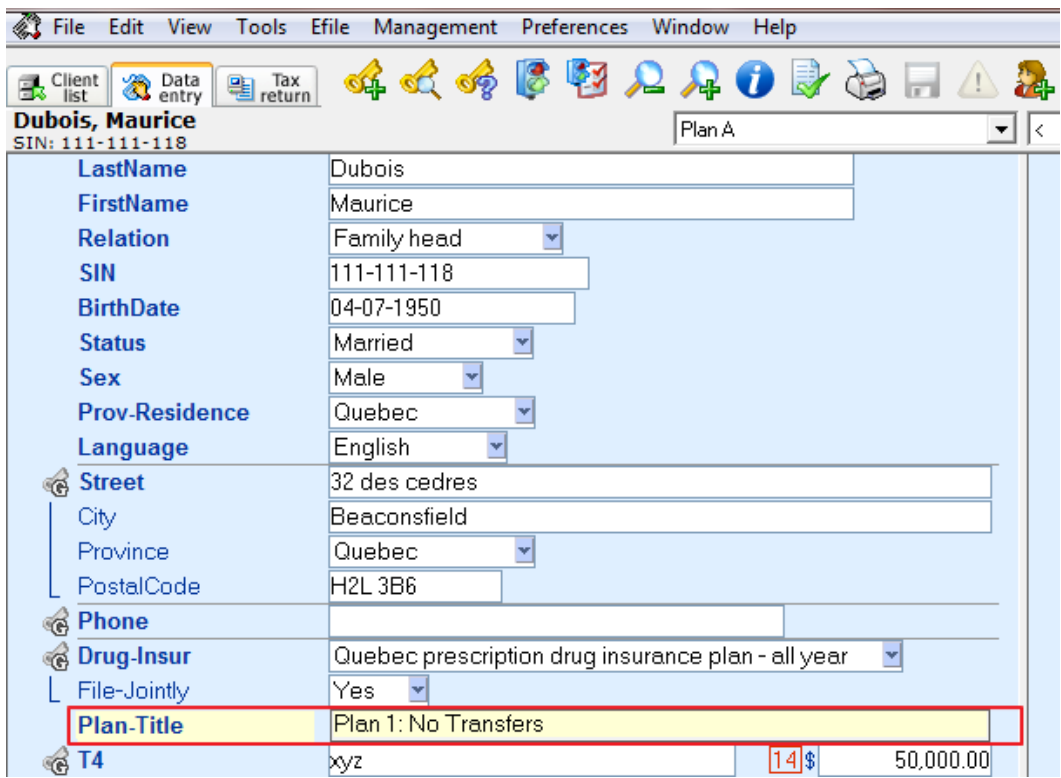 File Edit View Tools Efile Management Preferences Window Help
Client list Data entry Tax return
Dubois, Maurice
SIN: 111-111-118
Plan A <
LastName Dubois
FirstName Maurice
Relation Family head
SIN 111-111-118
BirthDate 04-07-1950
Status Married
Sex Male
Prov-Residence Quebec
Language English
Street 32 des cedres
City Beaconsfield
Province Quebec
PostalCode H2L 3B6
Phone
Drug-Insur Quebec prescription drug insurance plan - all year
File-Jointly Yes
Plan-Title Plan 1: No Transfers
T4 xyz 14 $ 50,000.00